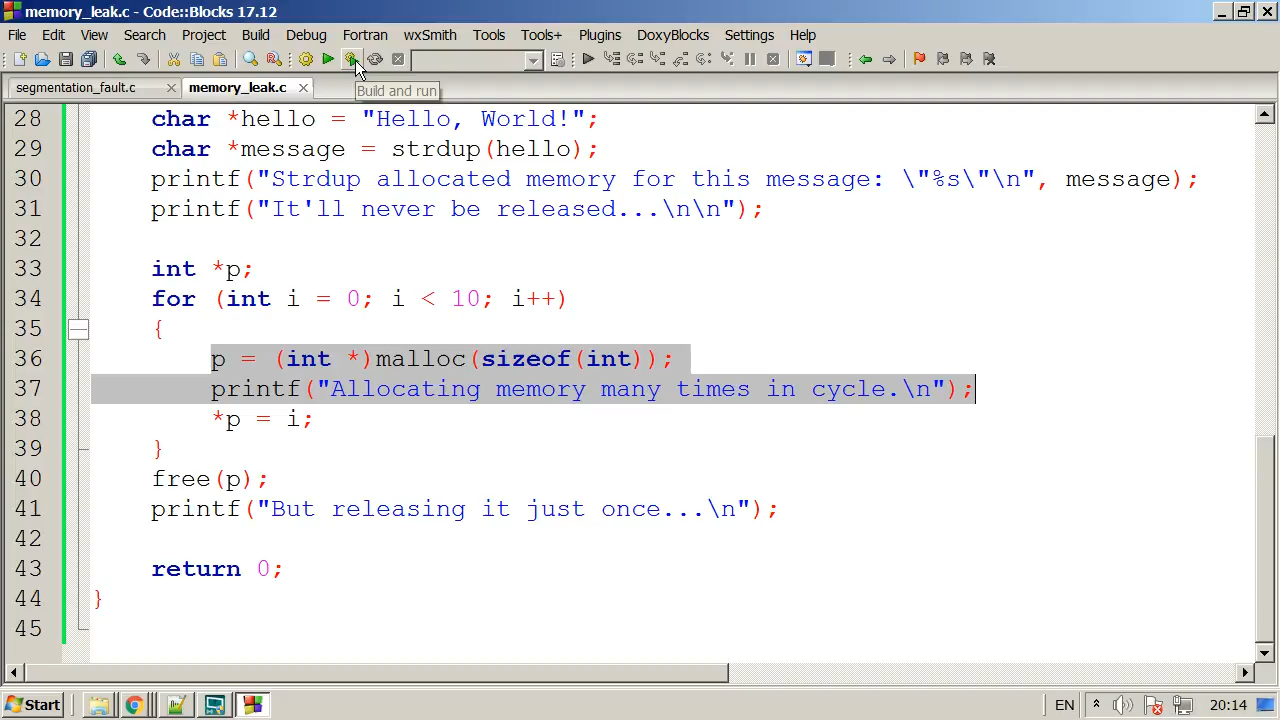 memory_leak.c - Code::Blocks 17.12
File Edit View Search Project Build Debug Fortran wxSmith Tools Tools+ Plugins DoxyBlocks Settings Help
segmentation_fault.c memory_leak.c
Build and run
28 char *hello = "Hello, World!";
29 char *message = strdup(hello);
30 printf("Strdup allocated memory for this message: \"%s\"\n", message);
31 printf("It'll never be released...\n\n");
32
33 int *p;
34 for (int i = 0; i < 10; i++)
35 {
36 p = (int *)malloc(sizeof(int));
37 printf("Allocating memory many times in cycle.\n");
38 *p = i;
39 }
40 free(p);
41 printf("But releasing it just once...\n");
42
43 return 0;
44 }
45
Start EN 20:14